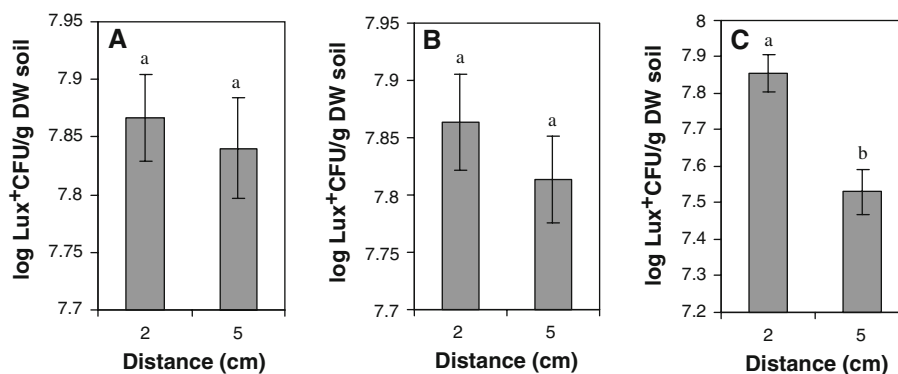 A
log Lux⁺CFU/g DW soil
7.95
7.9
7.85
7.8
7.75
7.7
a
a
2
5
Distance (cm)
B
log Lux⁺CFU/g DW soil
7.95
7.9
7.85
7.8
7.75
7.7
a
a
2
5
Distance (cm)
C
log Lux⁺CFU/g DW soil
8
7.9
7.8
7.7
7.6
7.5
7.4
7.3
7.2
a
b
2
5
Distance (cm)